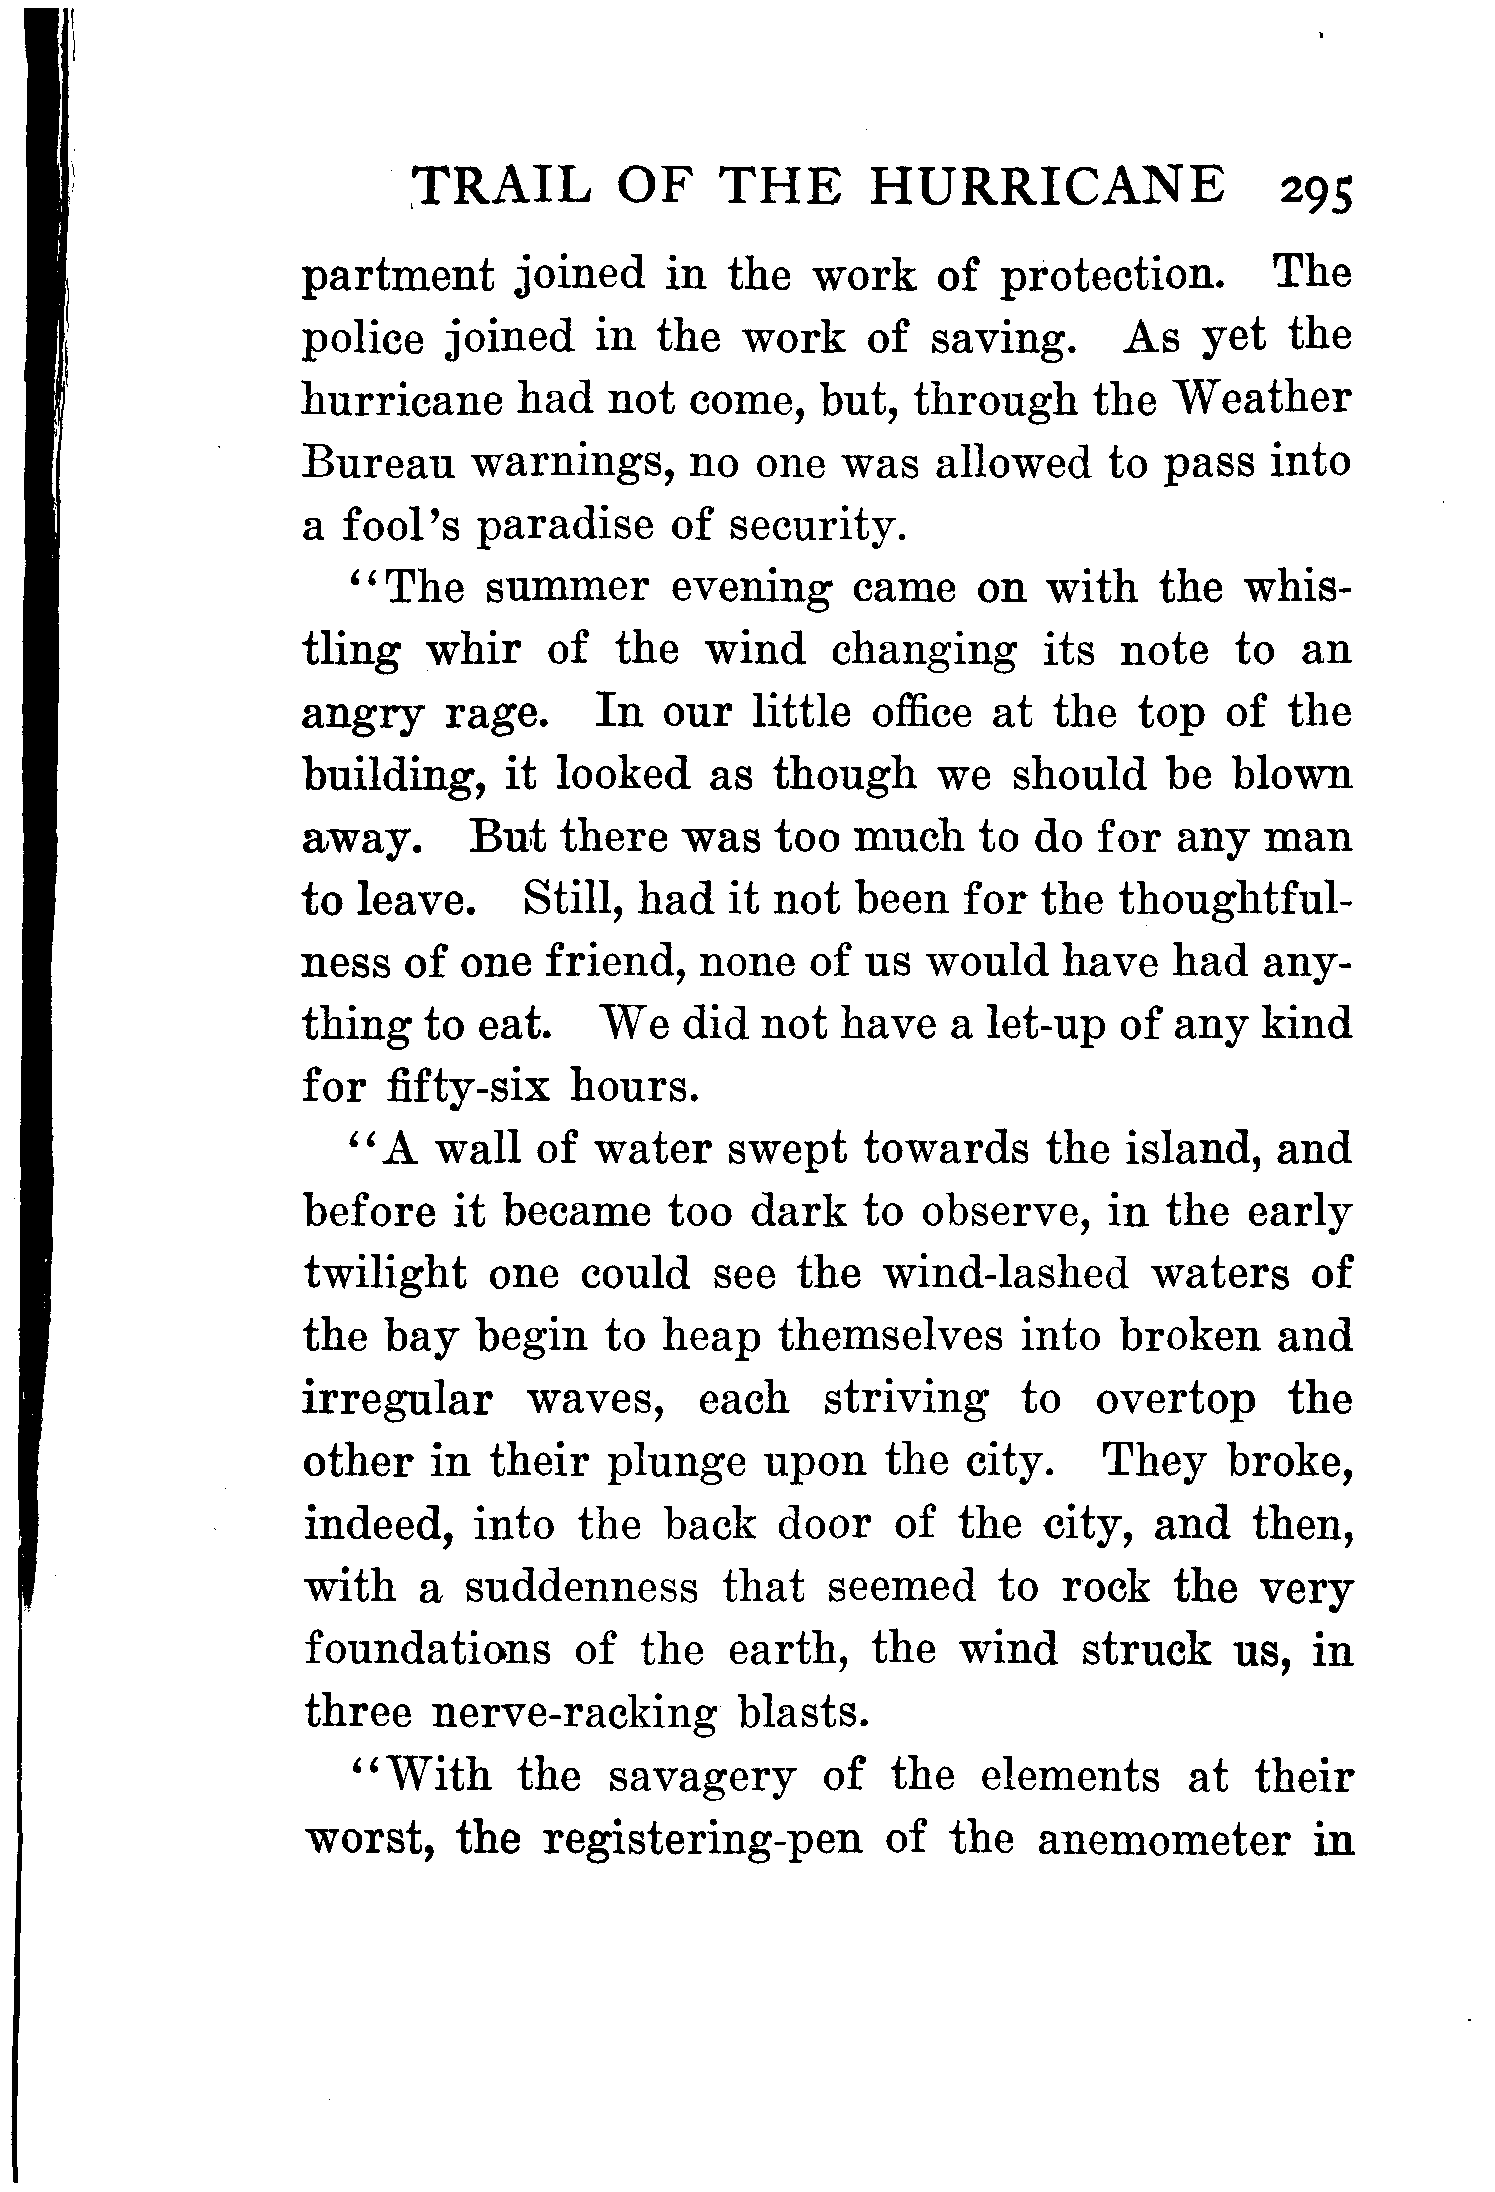 TRAIL OF THE HURRICANE 295
partment joined in the work of protection. The
police joined in the work of saving. As yet the
hurricane had not come, but, through the Weather
Bureau warnings, no one was allowed to pass into
a fool's paradise of security.
"The summer evening came on with the whis-
tling whir of the wind changing its note to an
angry rage. In our little office at the top of the
building, it looked as though we should be blown
away. But there was too much to do for any man
to leave. Still, had it not been for the thoughtful-
ness of one friend, none of us would have had any-
thing to eat. We did not have a let-up of any kind
for fifty-six hours.
"A wall of water swept towards the island, and
before it became too dark to observe, in the early
twilight one could see the wind-lashed waters of
the bay begin to heap themselves into broken and
irregular waves, each striving to overtop the
other in their plunge upon the city. They broke,
indeed, into the back door of the city, and then,
with a suddenness that seemed to rock the very
foundations of the earth, the wind struck us, in
three nerve-racking blasts.
"With the savagery of the elements at their
worst, the registering-pen of the anemometer in